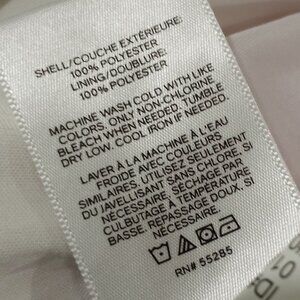 SHELL/COUCHE EXTÉRIEURE:
100% POLYESTER
LINING/DOUBLURE:
100% POLYESTER
MACHINE WASH COLD WITH LIKE
COLORS, ONLY NON-CHLORINE
BLEACH WHEN NEEDED, TUMBLE
DRY LOW. COOL IRON IF NEEDED.
LAVER À LA MACHINE À L'EAU
FROIDE AVEC COULEURS
SIMILAIRES, UTILISER DU
JAVELLISANT SANS CHLORE SI
NÉCESSAIRE, SÉCHAGE PAR
CULBUTAGE À TEMPÉRATURE
BASSE. REPASSAGE DOUX, SI
NÉCESSAIRE.
RN# 55285